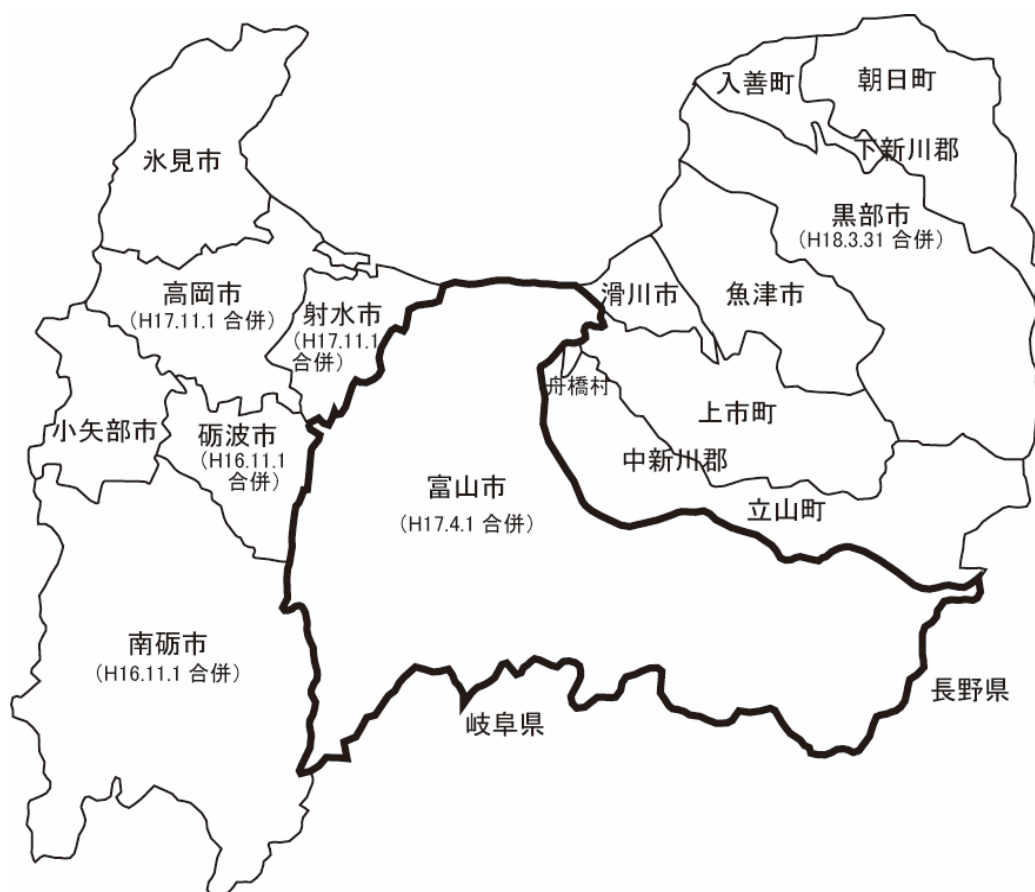 入善町
朝日町
下新川郡
氷見市
黒部市
(H18.3.31 合併)
高岡市
(H17.11.1 合併)
射水市
(H17.11.1
合併)
滑川市
魚津市
舟橋村
上市町
小矢部市
砺波市
(H16.11.1
合併)
中新川郡
富山市
(H17.4.1 合併)
立山町
南砺市
(H16.11.1 合併)
岐阜県
長野県